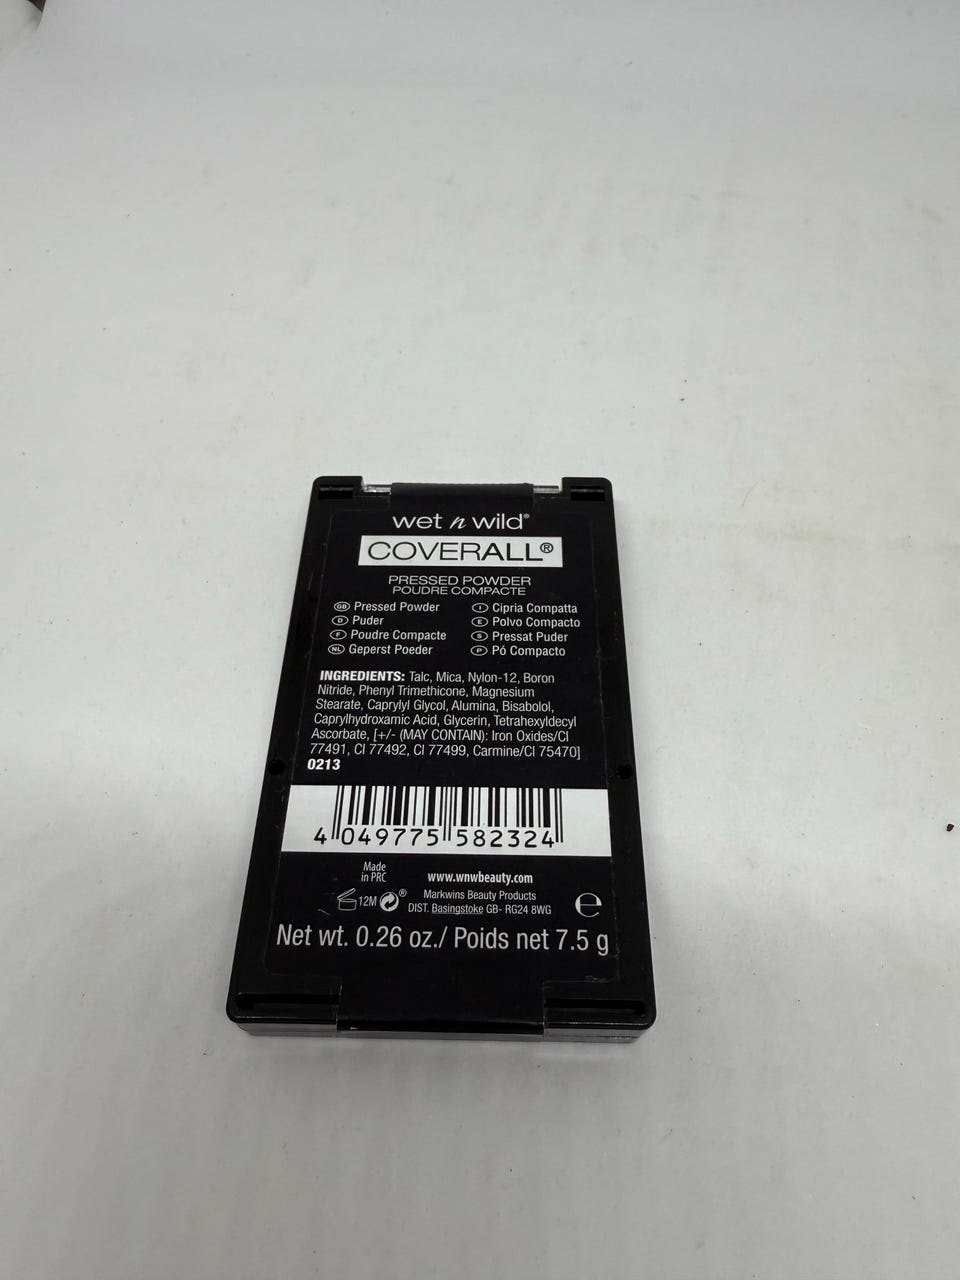 wet n wild®
COVERALL®
PRESSED POWDER
POUDRE COMPACTE
GB Pressed Powder
D Puder
F Poudre Compacte
NL Geperst Poeder
I Cipria Compatta
E Polvo Compacto
S Pressat Puder
P Pó Compacto
INGREDIENTS: Talc, Mica, Nylon-12, Boron
Nitride, Phenyl Trimethicone, Magnesium
Stearate, Caprylyl Glycol, Alumina, Bisabolol,
Caprylhydroxamic Acid, Glycerin, Tetrahexyldecyl
Ascorbate, [+/- (MAY CONTAIN): Iron Oxides/CI
77491, CI 77492, CI 77499, Carmine/CI 75470]
0213
4 049775 582324
Made
in PRC
www.wnwbeauty.com
12M
®
Markwins Beauty Products
DIST. Basingstoke GB- RG24 8WG
e
Net wt. 0.26 oz./ Poids net 7.5 g